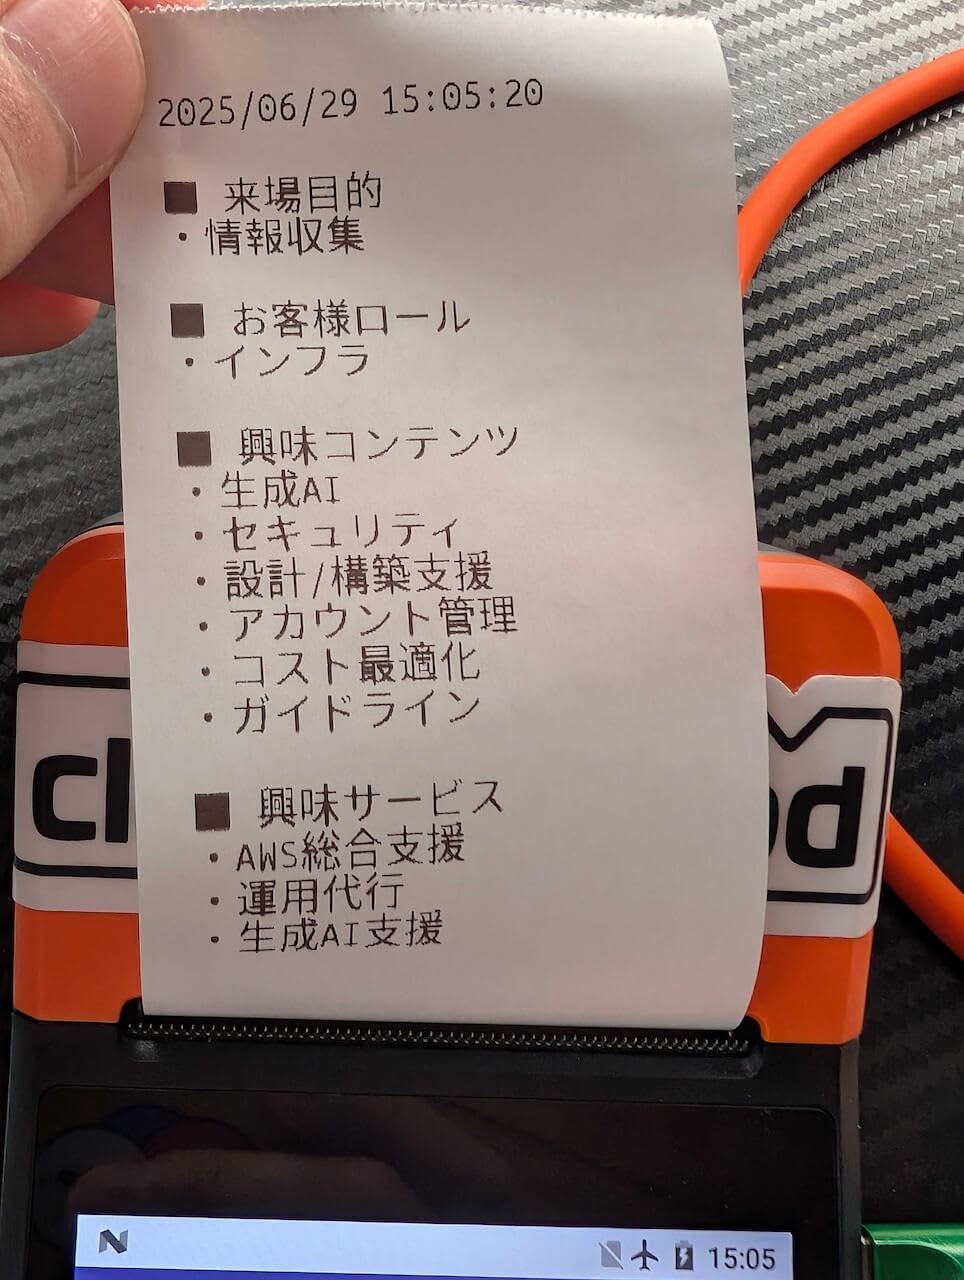 2025/06/29 15:05:20
■ 来場目的
・情報収集
■ お客様ロール
・インフラ
■ 興味コンテンツ
・生成AI
・セキュリティ
・設計/構築支援
・アカウント管理
・コスト最適化
・ガイドライン
■ 興味サービス
・AWS総合支援
・運用代行
・生成AI支援
15:05